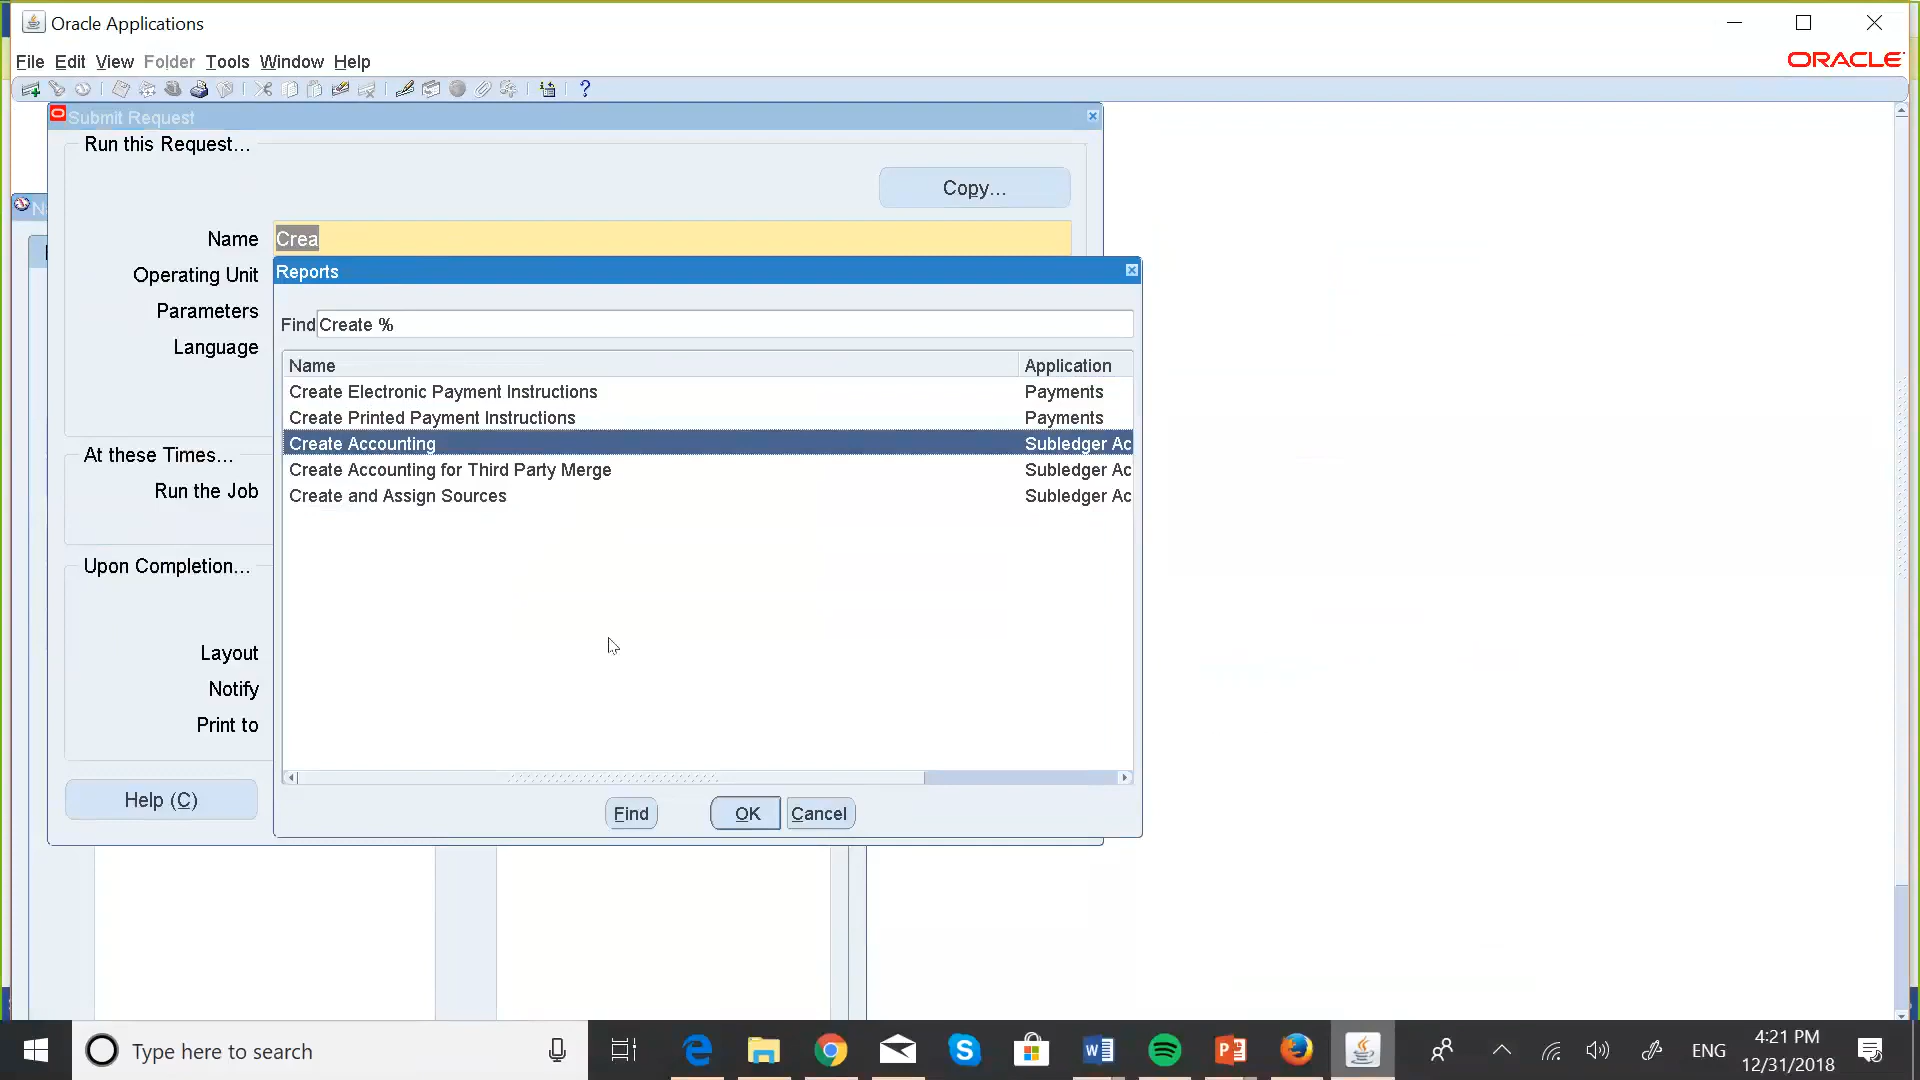 Oracle Applications
File Edit View Folder Tools Window Help
ORACLE
Submit Request
Run this Request...
Copy...
Name Crea
Operating Unit
Parameters
Language
Reports
Find Create %
Name Application
Create Electronic Payment Instructions Payments
Create Printed Payment Instructions Payments
Create Accounting Subledger Ac
Create Accounting for Third Party Merge Subledger Ac
Create and Assign Sources Subledger Ac
At these Times...
Run the Job
Upon Completion...
Layout
Notify
Print to
Help (C)
Find OK Cancel
Type here to search
ENG
4:21 PM
12/31/2018